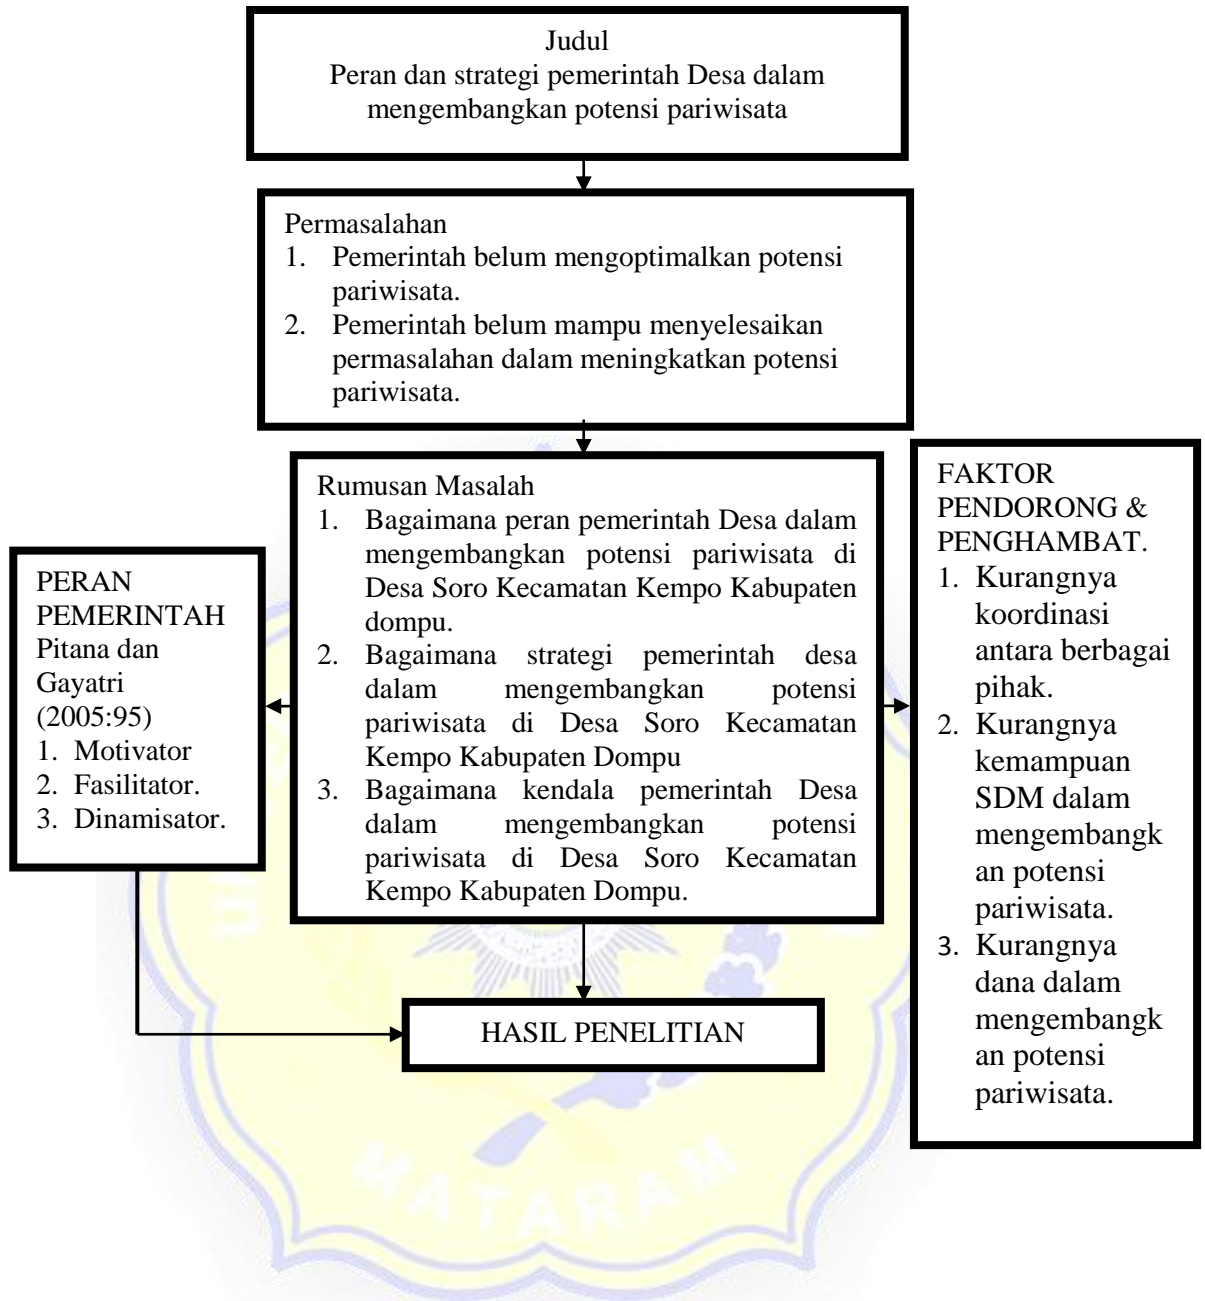 Judul
Peran dan strategi pemerintah Desa dalam
mengembangkan potensi pariwisata
Permasalahan
1. Pemerintah belum mengoptimalkan potensi
pariwisata.
2. Pemerintah belum mampu menyelesaikan
permasalahan dalam meningkatkan potensi
pariwisata.
Rumusan Masalah
1. Bagaimana peran pemerintah Desa dalam
mengembangkan potensi pariwisata di
Desa Soro Kecamatan Kempo Kabupaten
dompu.
2. Bagaimana strategi pemerintah desa
dalam mengembangkan potensi
pariwisata di Desa Soro Kecamatan
Kempo Kabupaten Dompu
3. Bagaimana kendala pemerintah Desa
dalam mengembangkan potensi
pariwisata di Desa Soro Kecamatan
Kempo Kabupaten Dompu.
PERAN
PEMERINTAH
Pitana dan
Gayatri
(2005:95)
1. Motivator
2. Fasilitator.
3. Dinamisator.
FAKTOR
PENDORONG &
PENGHAMBAT.
1. Kurangnya
koordinasi
antara berbagai
pihak.
2. Kurangnya
kemampuan
SDM dalam
mengembangk
an potensi
pariwisata.
3. Kurangnya
dana dalam
mengembangk
an potensi
pariwisata.
HASIL PENELITIAN
MATARAM